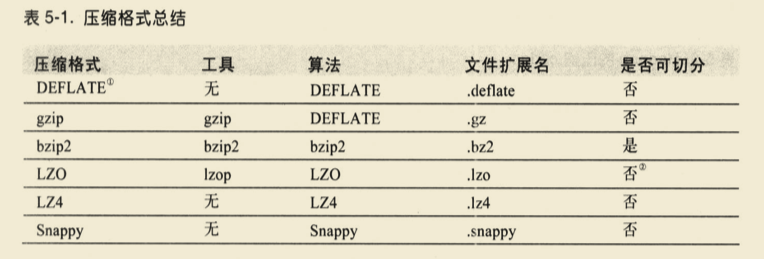 表 5-1. 压缩格式总结
压缩格式 工具 算法 文件扩展名 是否可切分
DEFLATE① 无 DEFLATE .deflate 否
gzip gzip DEFLATE .gz 否
bzip2 bzip2 bzip2 .bz2 是
LZO lzop LZO .lzo 否②
LZ4 无 LZ4 .lz4 否
Snappy 无 Snappy .snappy 否